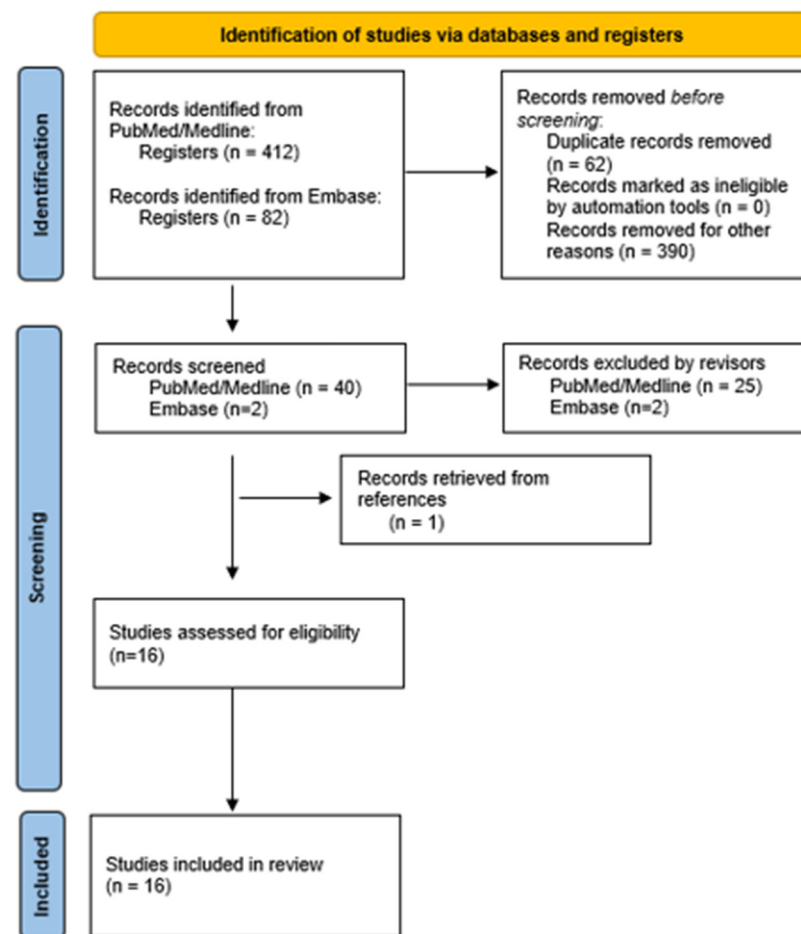 Identification of studies via databases and registers
Identification
Records identified from
PubMed/Medline:
Registers (n = 412)
Records identified from Embase:
Registers (n = 82)
Records removed before
screening:
Duplicate records removed
(n = 62)
Records marked as ineligible
by automation tools (n = 0)
Records removed for other
reasons (n = 390)
Screening
Records screened
PubMed/Medline (n = 40)
Embase (n=2)
Records excluded by revisors
PubMed/Medline (n = 25)
Embase (n=2)
Records retrieved from
references
(n = 1)
Studies assessed for eligibility
(n=16)
Included
Studies included in review
(n = 16)